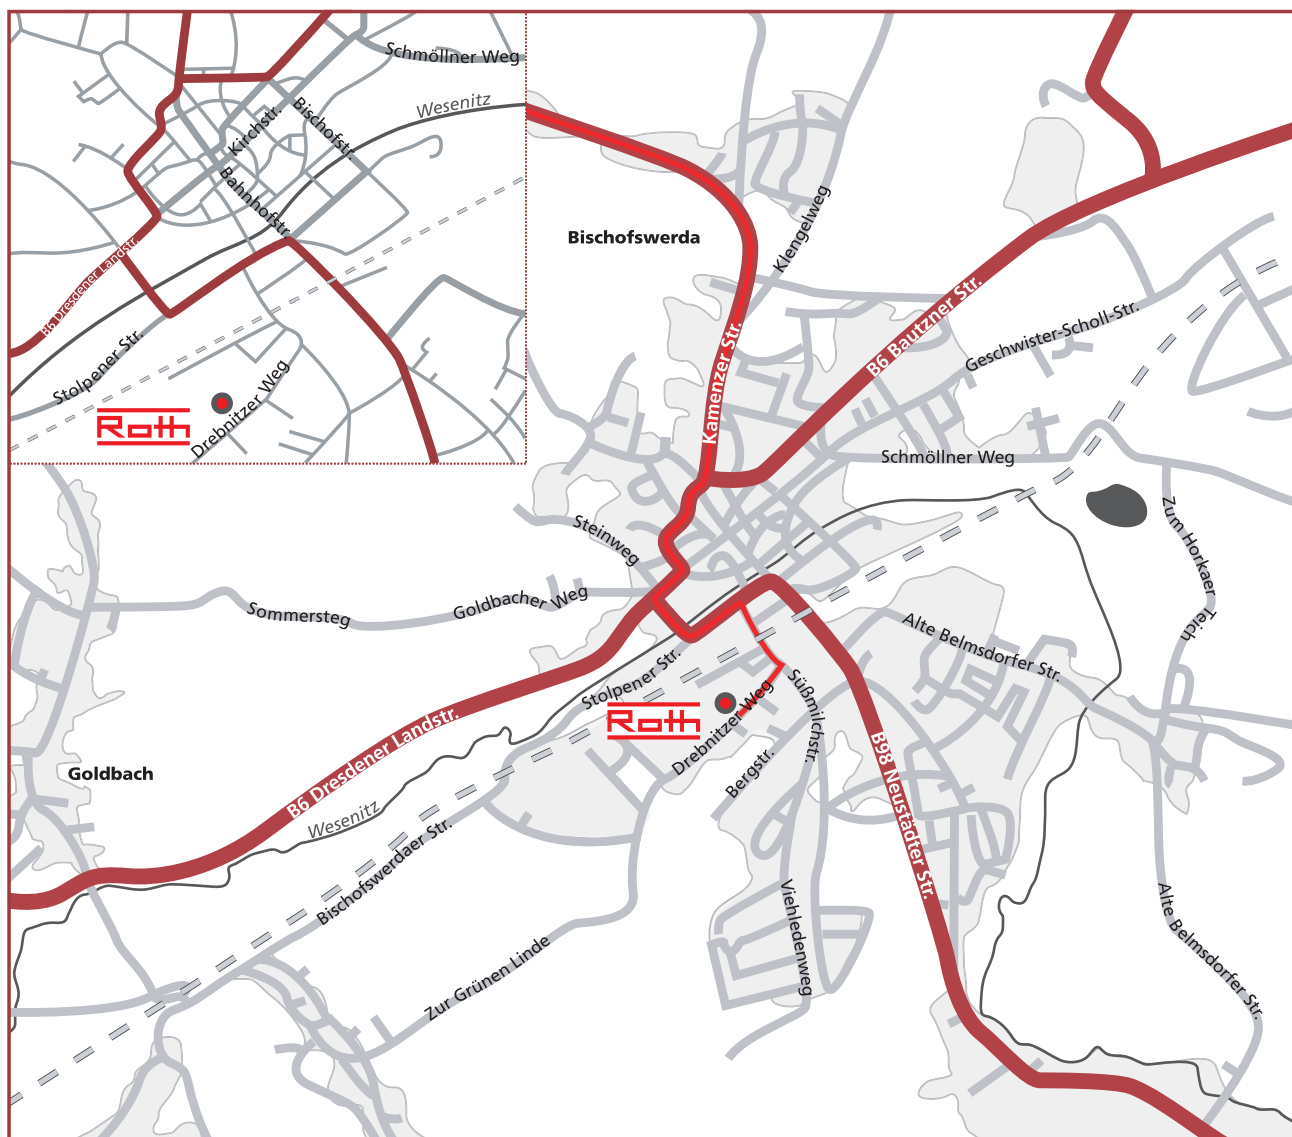 Schmöllner Weg
Wesenitz
Kirchstr.
Bischofstr.
Bahnhofstr.
B6 Dresdener Landstr.
Stolpener Str.
Drebnitzer Weg
Roth
Bischofswerda
Klengelweg
Kamenzer Str.
B6 Bautzner Str.
Geschwister-Scholl-Str.
Schmöllner Weg
Steinweg
Zum Horkaer Teich
Sommersteg
Goldbacher Weg
Alte Belmsdorfer Str.
Stolpener Str.
Süßmilchstr.
Roth
Drebnitzer Weg
Bergstr.
B6 Dresdener Landstr.
B98 Neustädter Str.
Goldbach
Wesenitz
Bischofswerdaer Str.
Viehledenweg
Alte Belmsdorfer Str.
Zur Grünen Linde